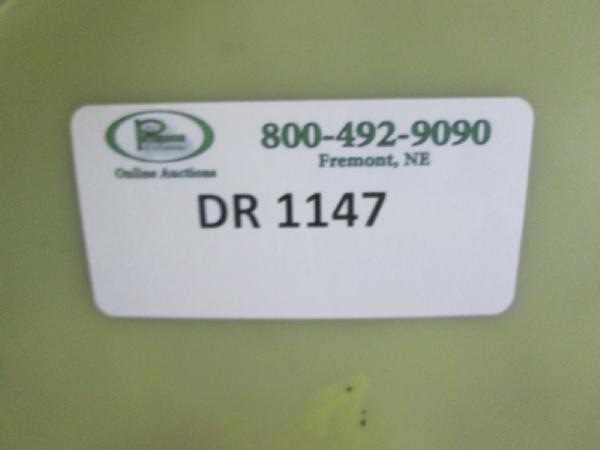 800-492-9090
Fremont, NE
Online Auctions
DR 1147